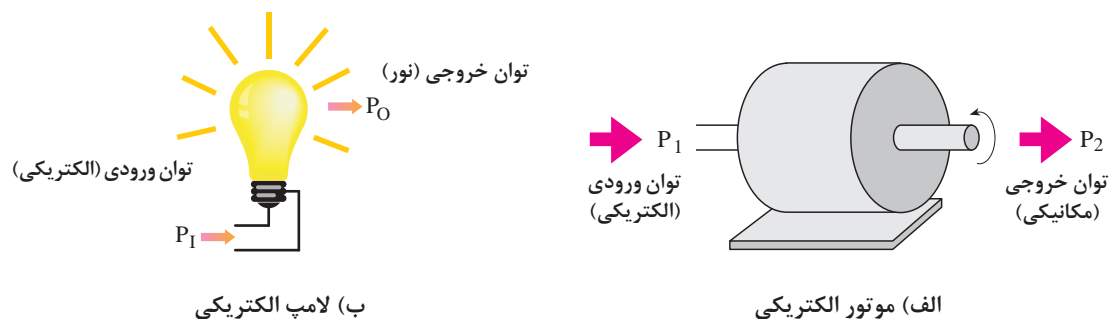 P1
توان ورودی
(الکتریکی)
P2
توان خروجی
(مکانیکی)
الف) موتور الکتریکی
توان خروجی (نور)
PO
توان ورودی (الکتریکی)
PI
ب) لامپ الکتریکی